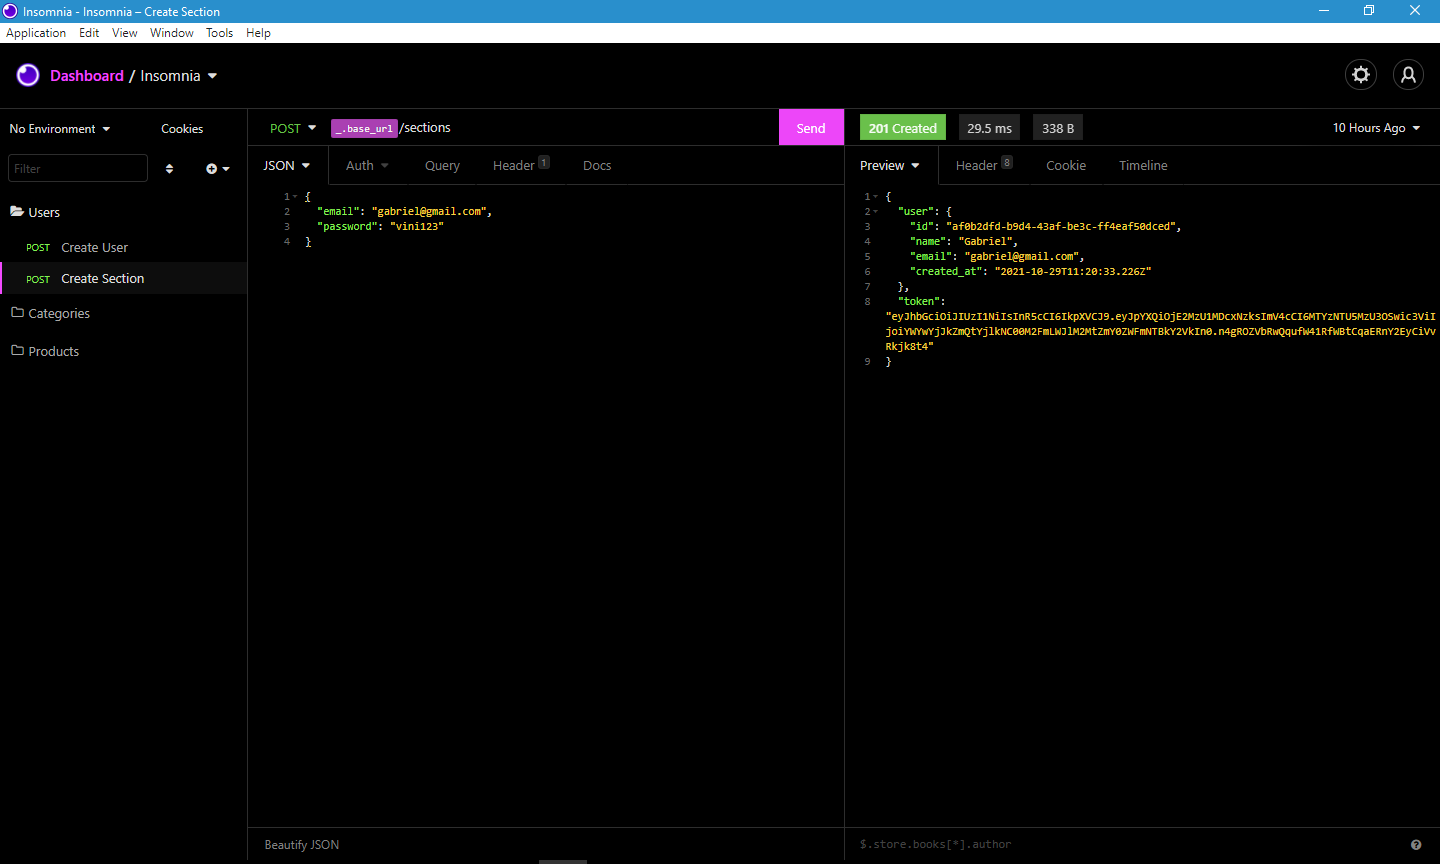 Insomnia - Insomnia – Create Section
Application Edit View Window Tools Help
Dashboard / Insomnia
No Environment Cookies
Filter
Users
POST Create User
POST Create Section
Categories
Products
POST _.base_url /sections Send
JSON Auth Query Header 1 Docs
1 {
2 "email": "gabriel@gmail.com",
3 "password": "vini123"
4 }
Beautify JSON
201 Created 29.5 ms 338 B 10 Hours Ago
Preview Header 8 Cookie Timeline
1 {
2 "user": {
3 "id": "af0b2dfd-b9d4-43af-be3c-ff4eaf50dced",
4 "name": "Gabriel",
5 "email": "gabriel@gmail.com",
6 "created_at": "2021-10-29T11:20:33.226Z"
7 },
8 "token":
"eyJhbGciOiJIUzI1NiIsInR5cCI6IkpXVCJ9.eyJpYXQiOjE2MzU1MDcxNzksImV4cCI6MTYzNTU5MzU3OSwic3ViI
joiYWYwYjJkZmQtYjlkNC00M2FmLWJlM2MtZmY0ZWFmNTBkY2VkIn0.n4gROZVbRwQqufW41RfWBtCqaERnY2EyCiVv
Rkjk8t4"
9 }
$.store.books[*].author